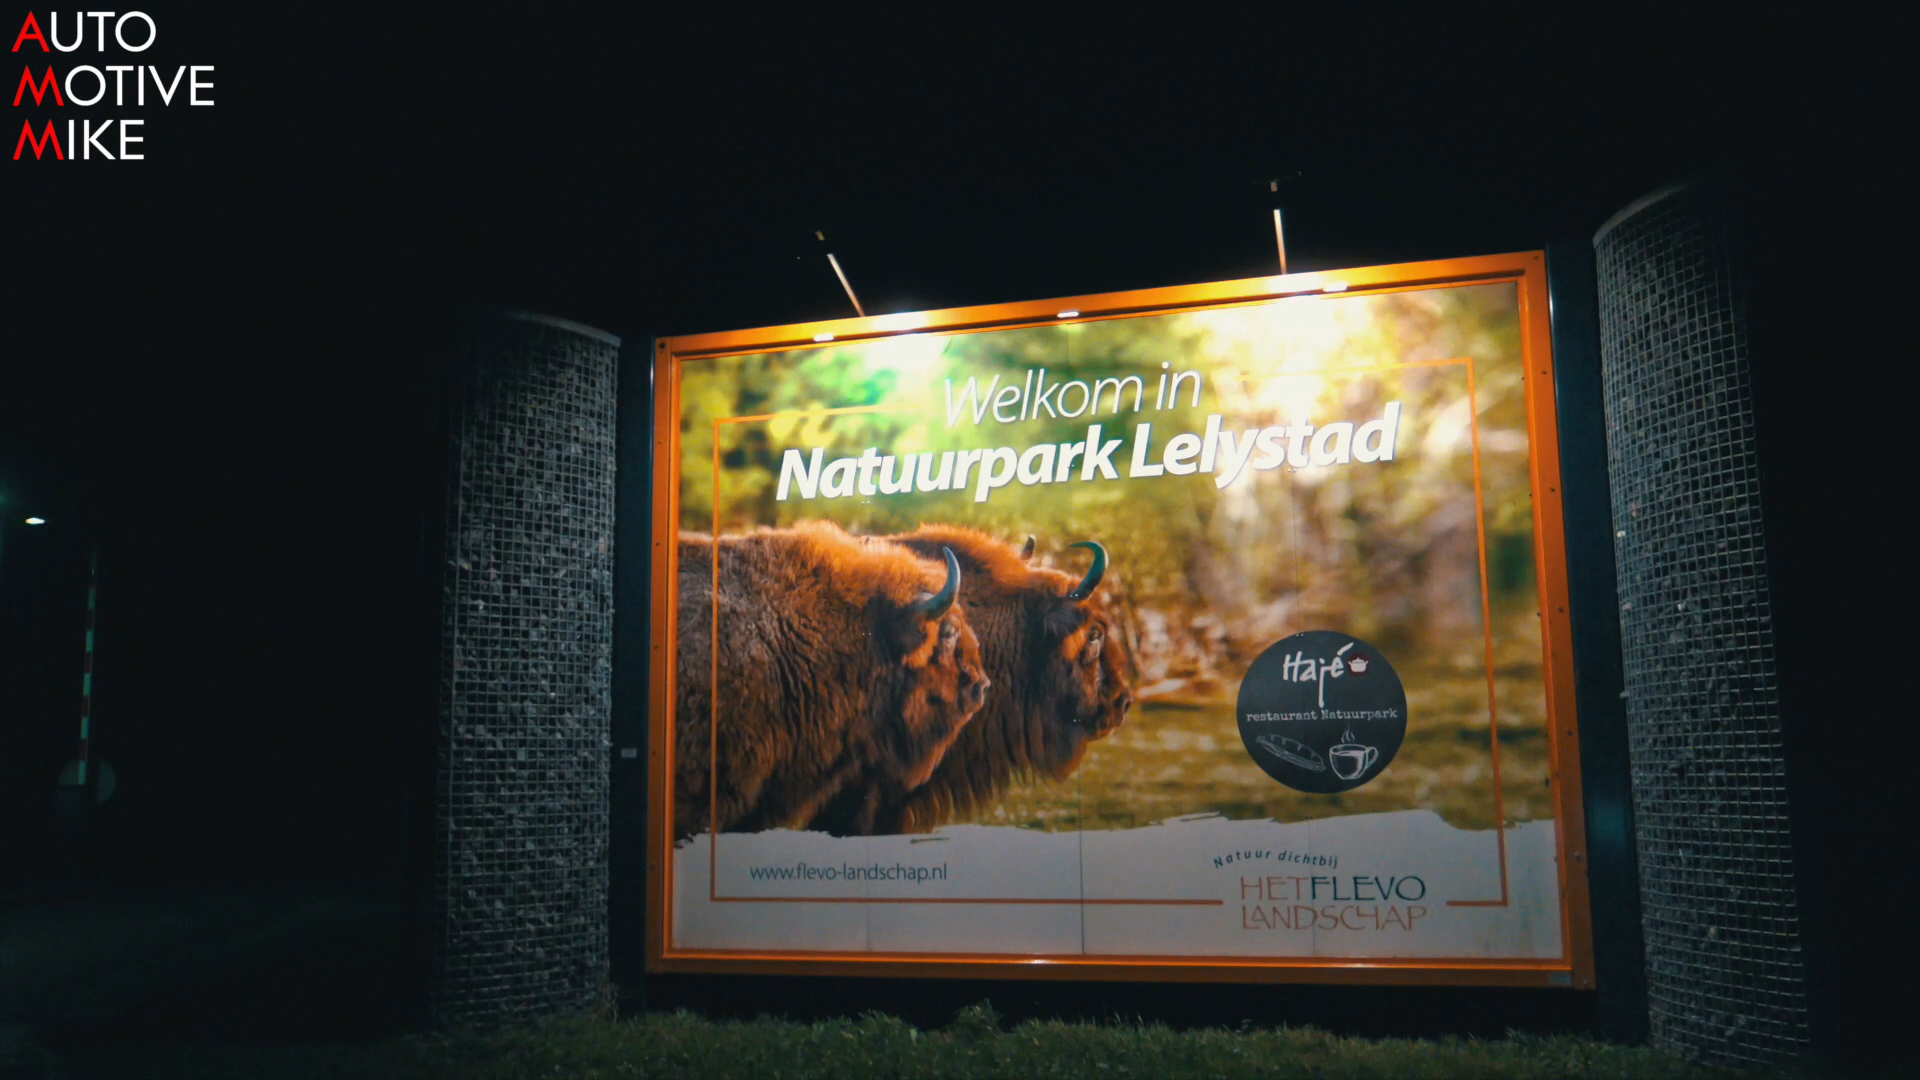 AUTO
MOTIVE
MIKE
Welkom in
Natuurpark Lelystad
Hajé
restaurant Natuurpark
www.flevo-landschap.nl
Natuur dichtbij
HETFLEVO
LANDSCHAP